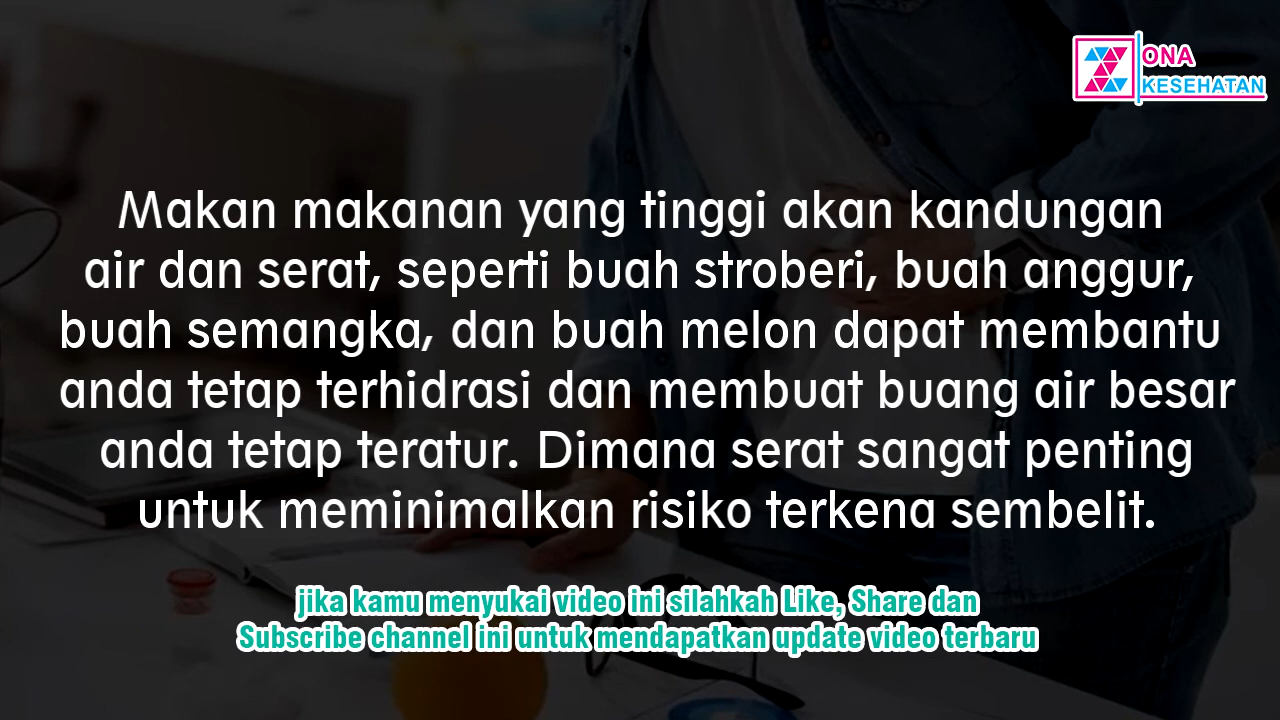 ZONA
KESEHATAN
Makan makanan yang tinggi akan kandungan
air dan serat, seperti buah stroberi, buah anggur,
buah semangka, dan buah melon dapat membantu
anda tetap terhidrasi dan membuat buang air besar
anda tetap teratur. Dimana serat sangat penting
untuk meminimalkan risiko terkena sembelit.
jika kamu menyukai video ini silahkah Like, Share dan
Subscribe channel ini untuk mendapatkan update video terbaru